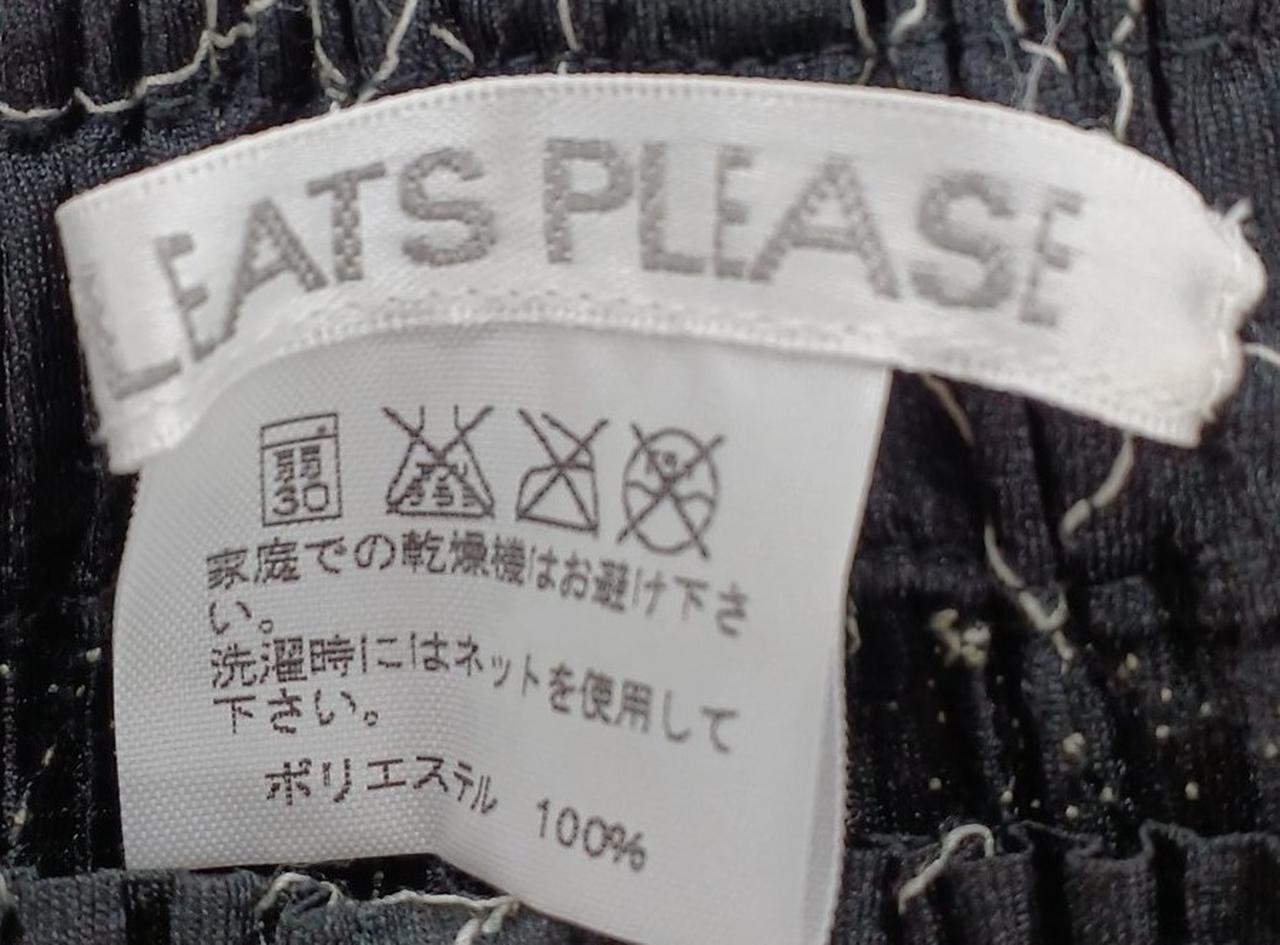 LEATS PLEASE
弱
30
家庭での乾燥機はお避け下さ
い。
洗濯時にはネットを使用して
下さい。
ポリエステル 100%